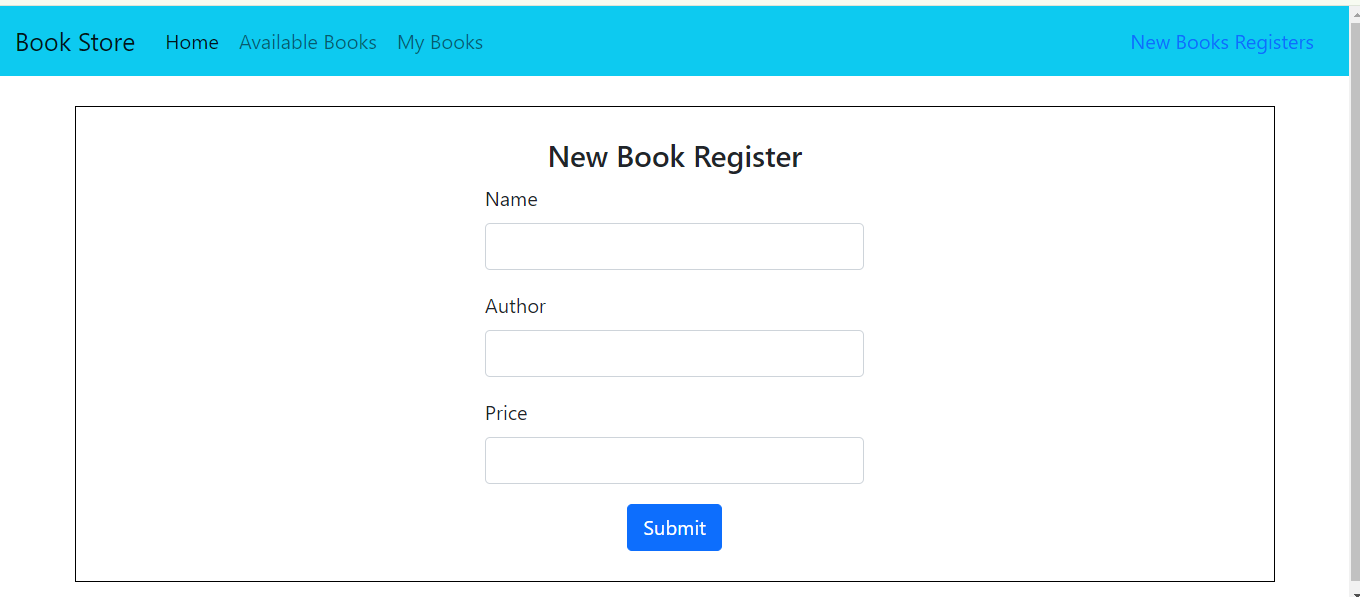 Book Store Home Available Books My Books New Books Registers
New Book Register
Name
Author
Price
Submit